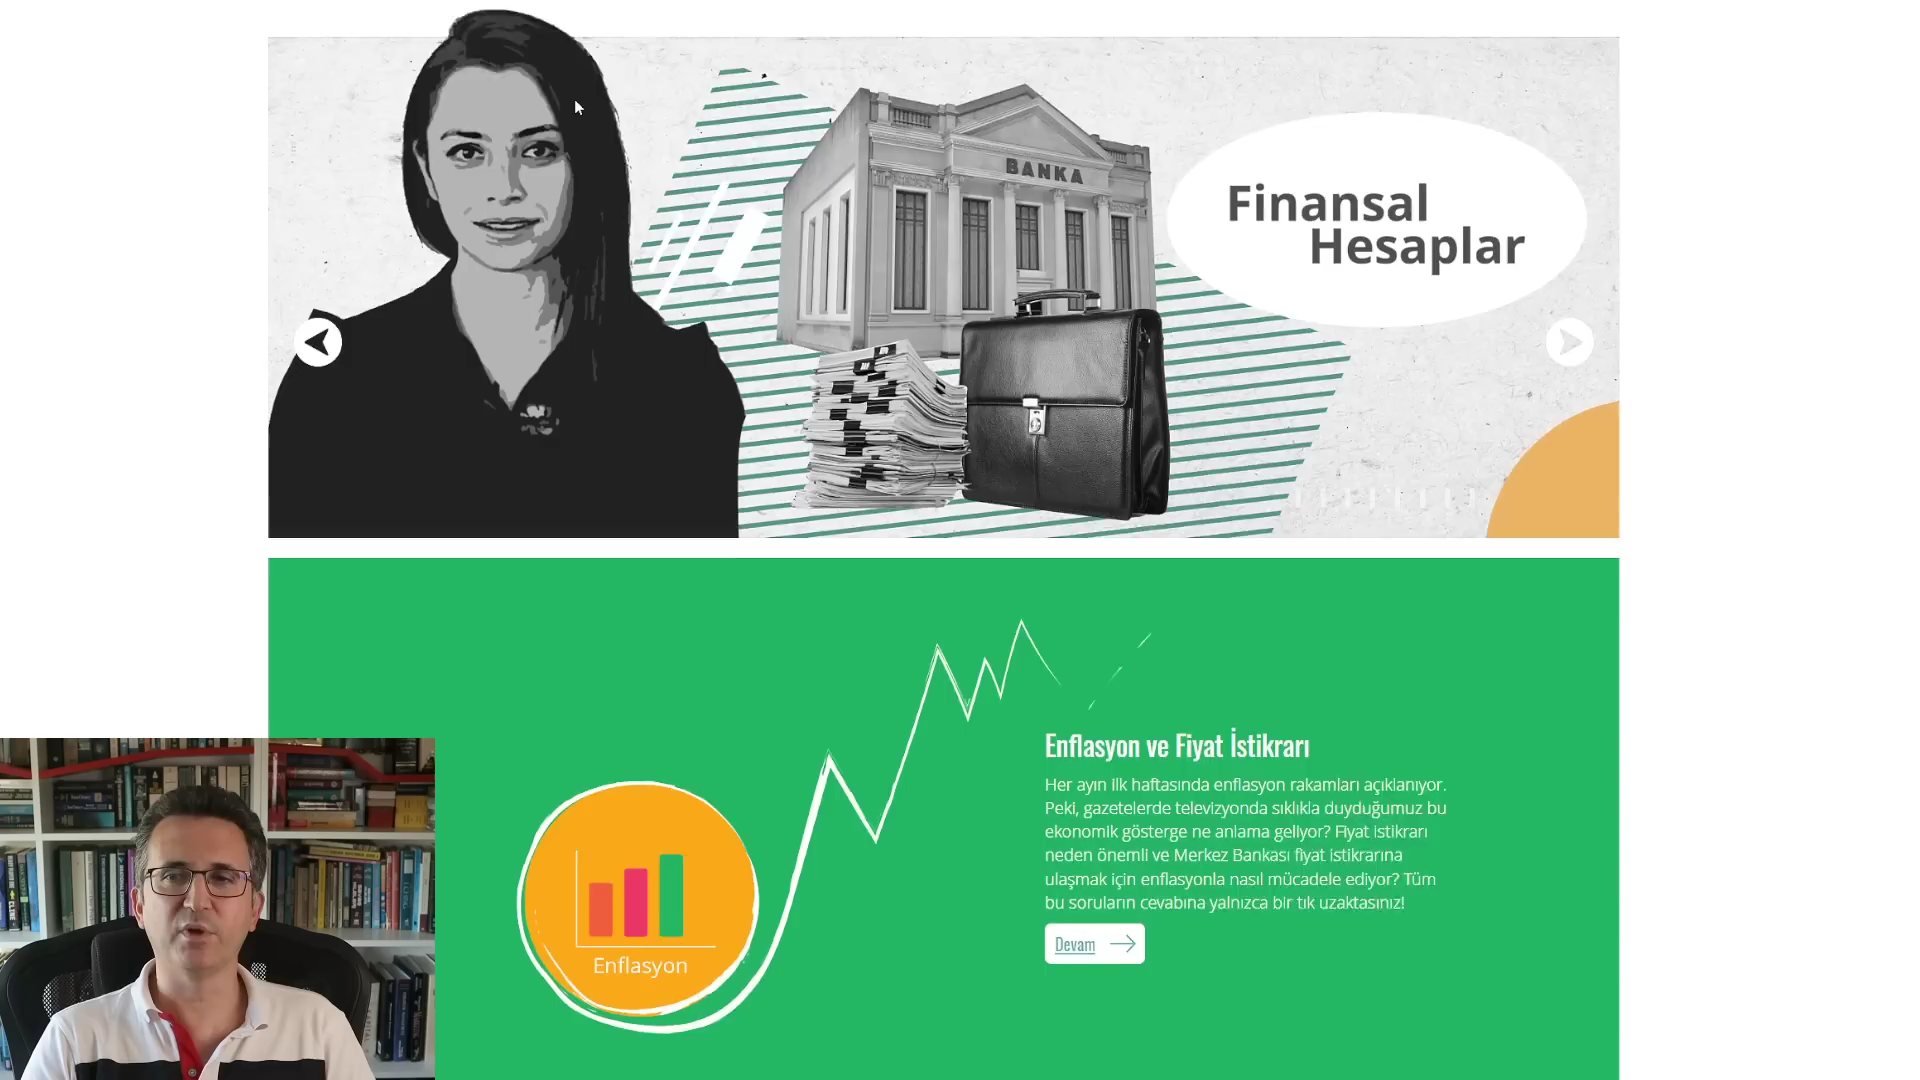 BANKA
Finansal
Hesaplar
Enflasyon ve Fiyat İstikrarı
Her ayın ilk haftasında enflasyon rakamları açıklanıyor.
Peki, gazetelerde televizyonda sıklıkla duyduğumuz bu
ekonomik gösterge ne anlama geliyor? Fiyat istikrarı
neden önemli ve Merkez Bankası fiyat istikrarına
ulaşmak için enflasyonla nasıl mücadele ediyor? Tüm
bu soruların cevabına yalnızca bir tık uzaktasınız!
Devam
Enflasyon